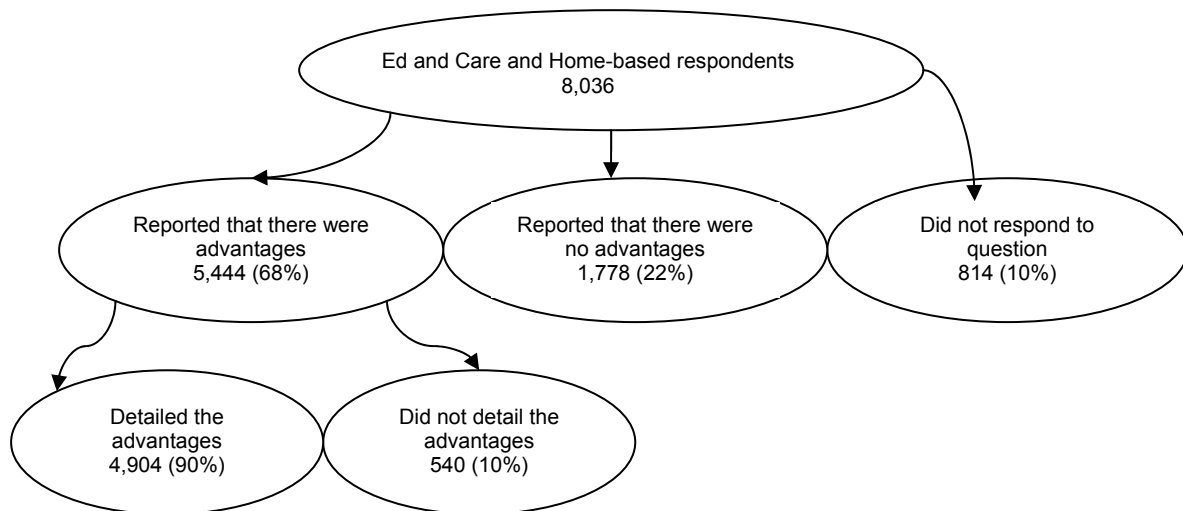 Ed and Care and Home-based respondents
8,036
Reported that there were
advantages
5,444 (68%)
Reported that there were
no advantages
1,778 (22%)
Did not respond to
question
814 (10%)
Detailed the
advantages
4,904 (90%)
Did not detail the
advantages
540 (10%)